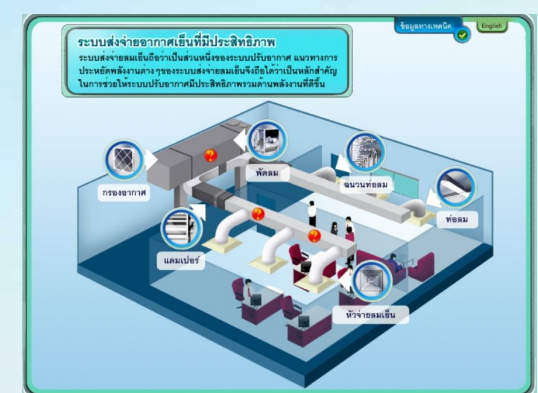 ข้อมูลทางเทคนิค
English
ระบบส่งจ่ายอากาศเย็นที่มีประสิทธิภาพ
ระบบส่งจ่ายลมเย็นถือว่าเป็นส่วนหนึ่งของระบบปรับอากาศ แนวทางการ
ประหยัดพลังงานต่าง ๆของระบบส่งจ่ายลมเย็นจึงถือได้ว่าเป็นหลักสำคัญ
ในการช่วยให้ระบบปรับอากาศมีประสิทธิภาพรวมด้านพลังงานที่ดีขึ้น
กรองอากาศ
พัดลม
ฉนวนท่อลม
ท่อลม
แดมเปอร์
หัวจ่ายลมเย็น